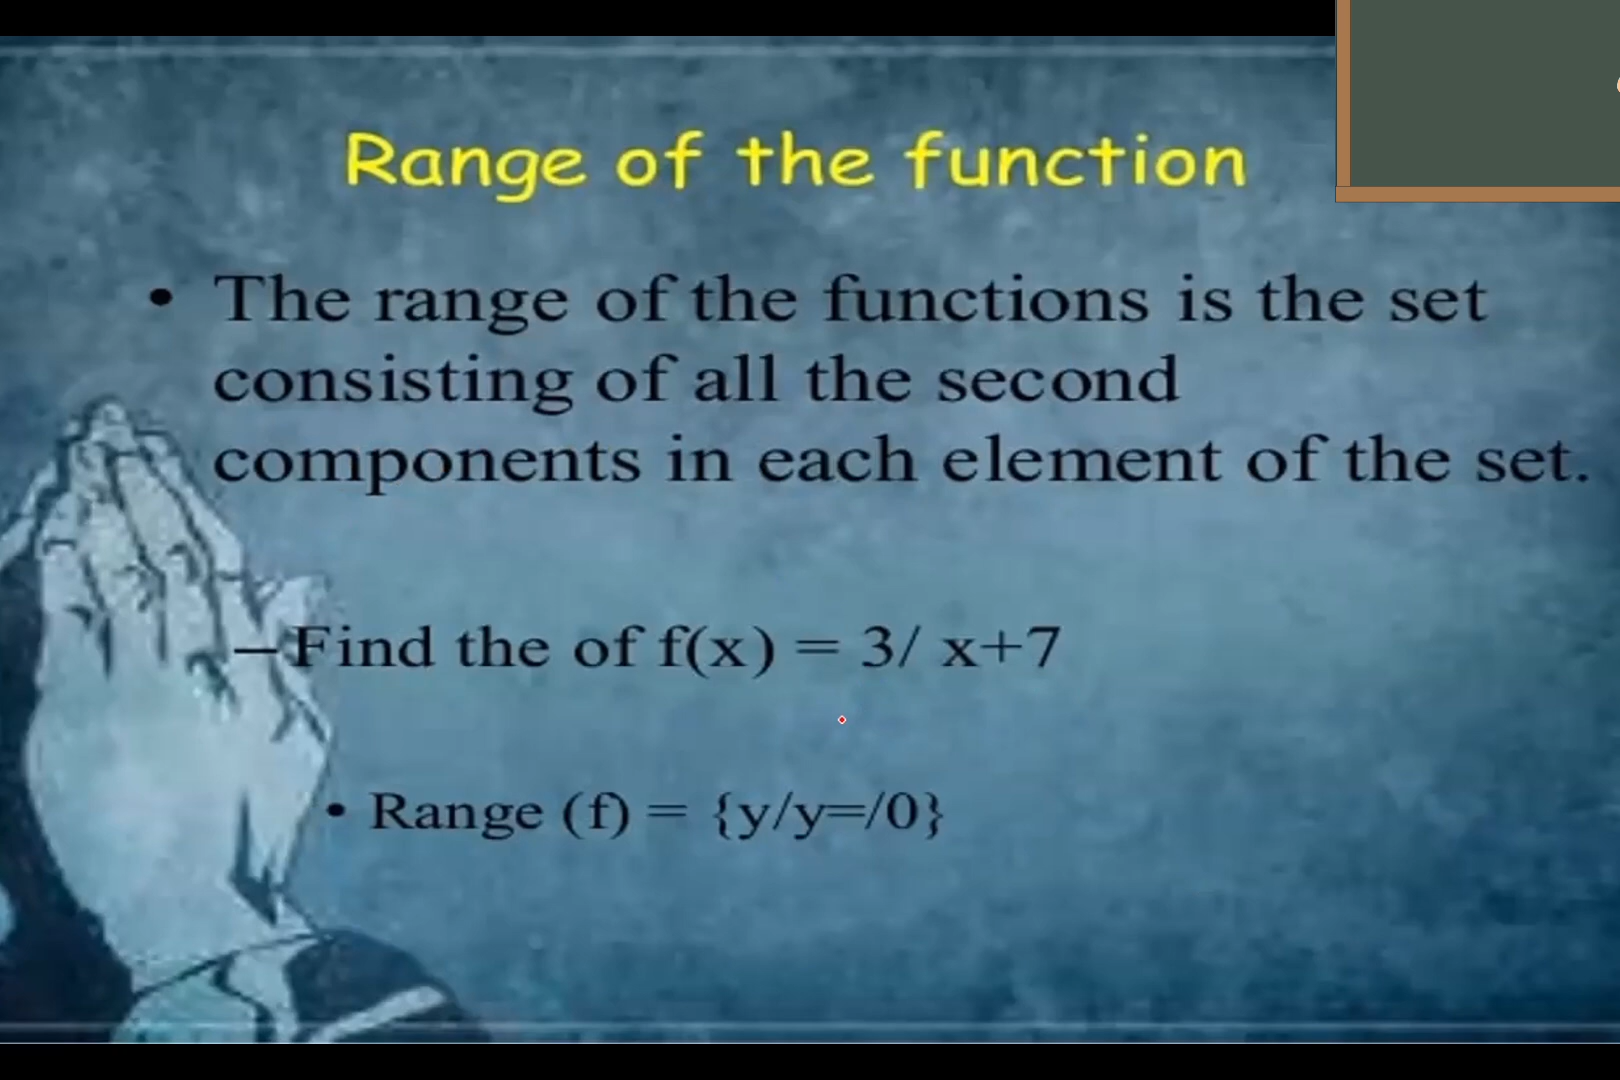 Range of the function
• The range of the functions is the set
consisting of all the second
components in each element of the set.
–Find the of f(x) = 3/ x+7
• Range (f) = {y/y=/0}